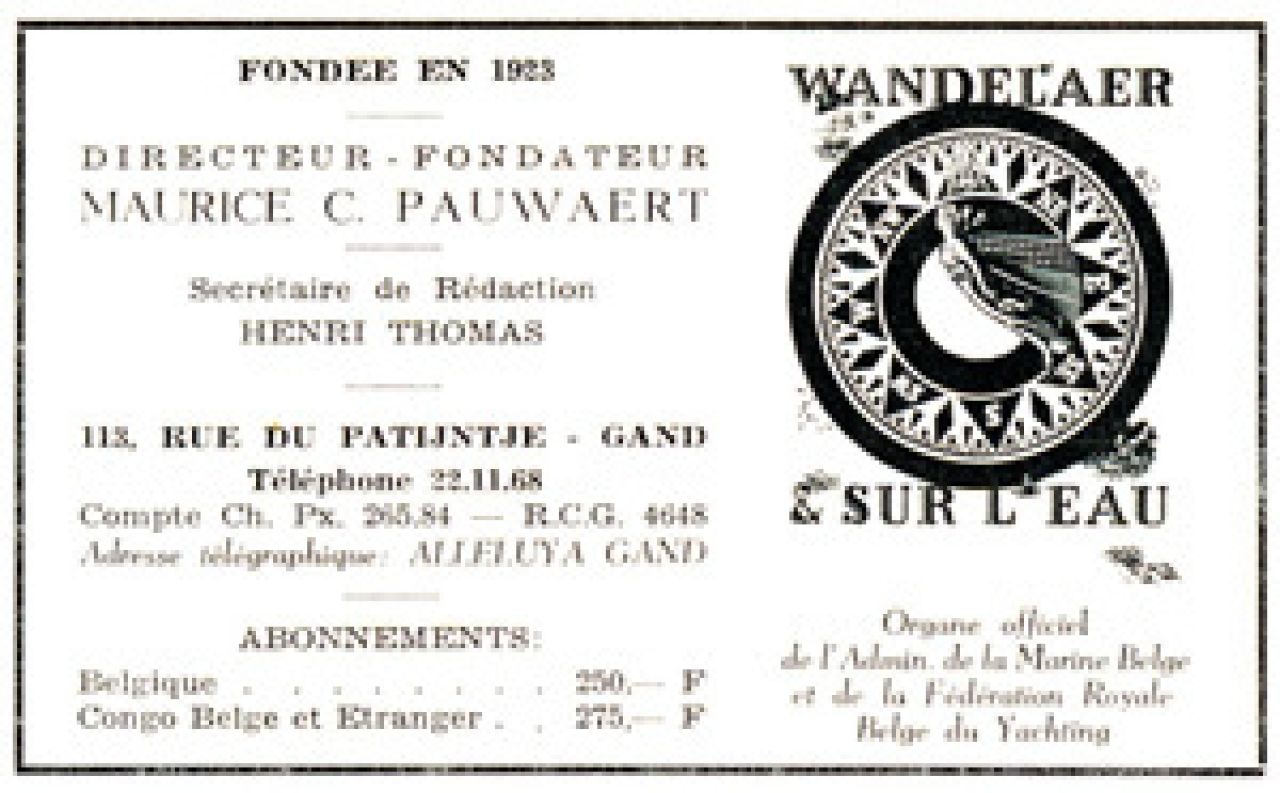 FONDEE EN 1923
DIRECTEUR - FONDATEUR
MAURICE C. PAUWAERT
Secrétaire de Rédaction
HENRI THOMAS
113, RUE DU PATIJNTJE - GAND
Téléphone 22.11.68
Compte Ch. Px. 265.84 — R.C.G. 4648
Adresse télégraphique: ALLELUYA GAND
ABONNEMENTS:
Belgique . . . . . . . . 250,— F
Congo Belge et Etranger . . 275,— F
WANDELAER
& SUR L'EAU
Organe officiel
de l'Admin. de la Marine Belge
et de la Fédération Royale
Belge du Yachting